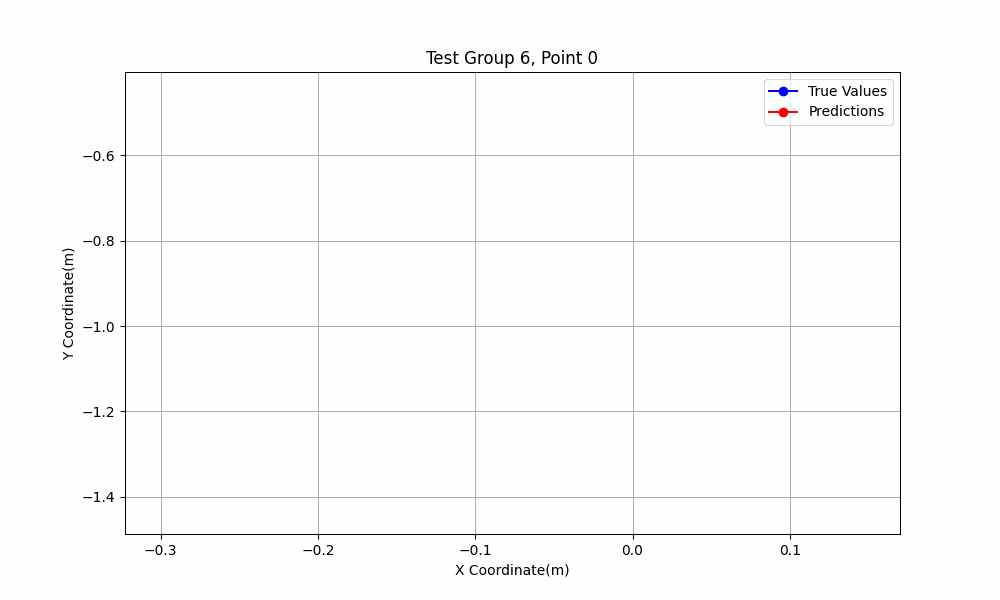 Test Group 6, Point 0
True Values
Predictions
−0.6
−0.8
−1.0
−1.2
−1.4
Y Coordinate(m)
−0.3
−0.2
−0.1
0.0
0.1
X Coordinate(m)